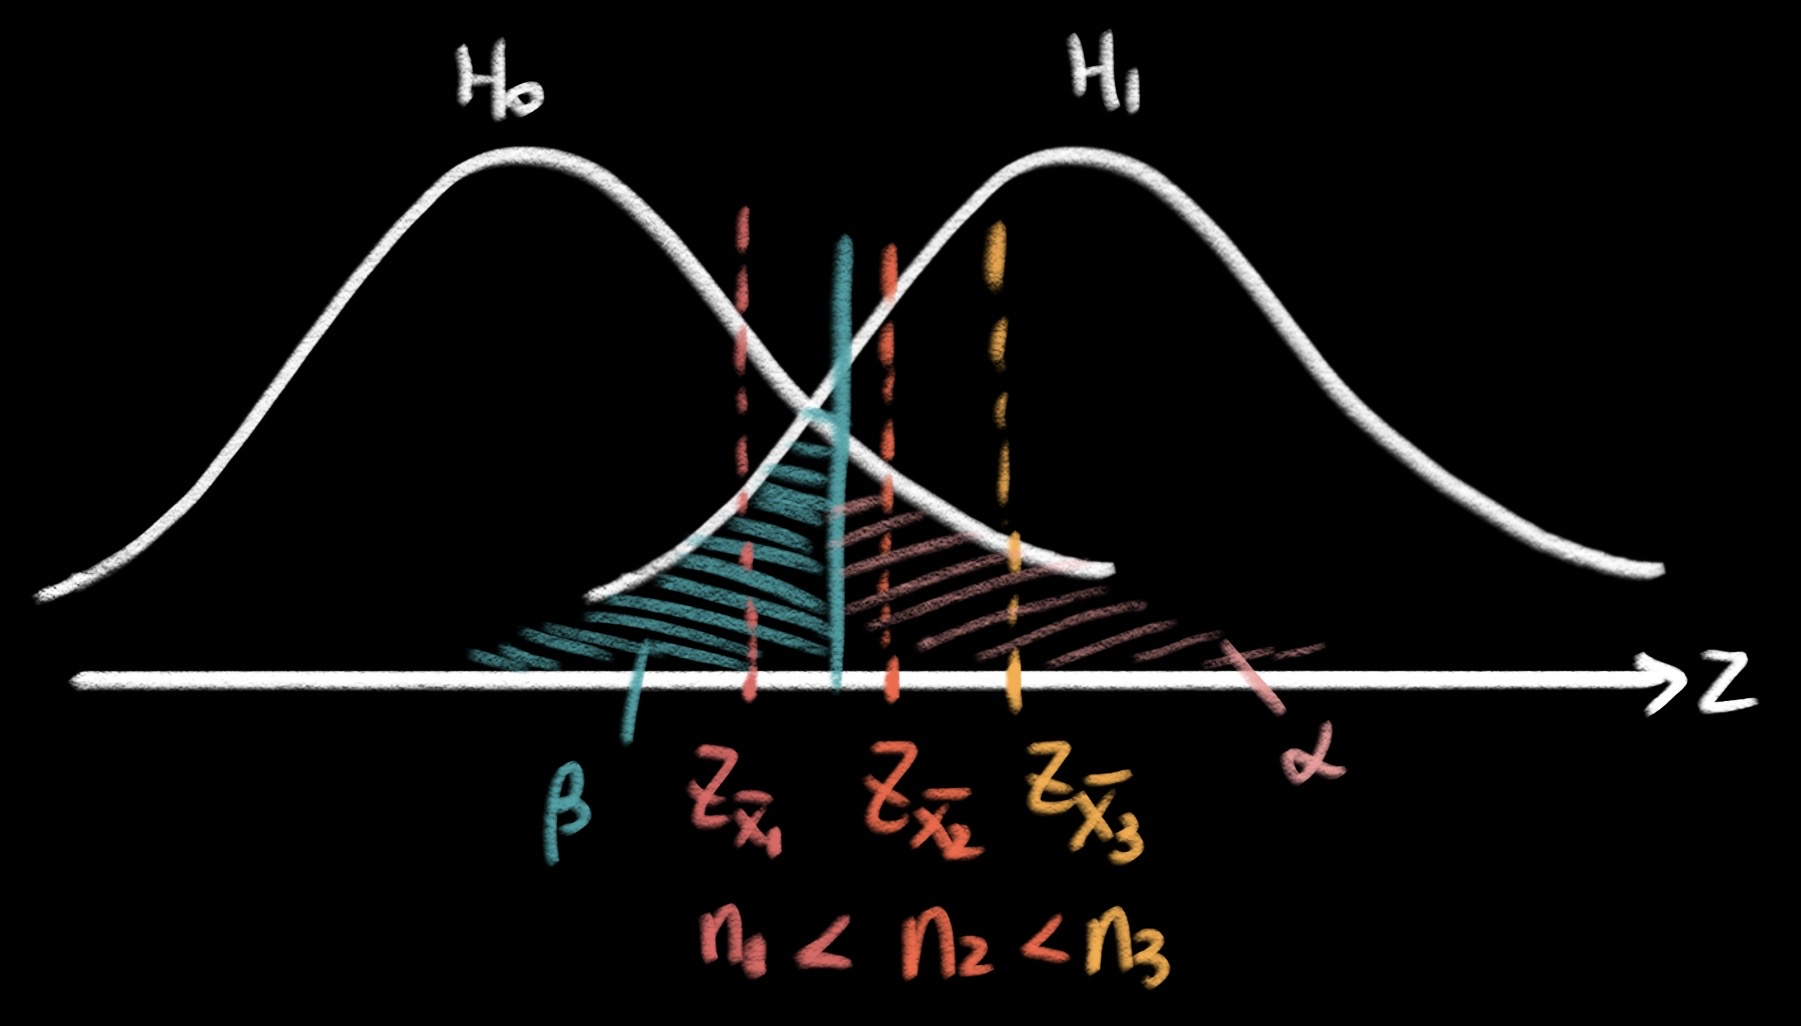 H₀ H₁
Z
β Z_x̄₁ Z_x̄₂ Z_x̄₃ α
n₁ < n₂ < n₃